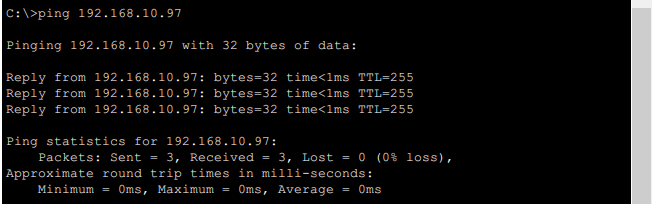 C:\>ping 192.168.10.97
Pinging 192.168.10.97 with 32 bytes of data:
Reply from 192.168.10.97: bytes=32 time<1ms TTL=255
Reply from 192.168.10.97: bytes=32 time<1ms TTL=255
Reply from 192.168.10.97: bytes=32 time<1ms TTL=255
Ping statistics for 192.168.10.97:
    Packets: Sent = 3, Received = 3, Lost = 0 (0% loss),
Approximate round trip times in milli-seconds:
    Minimum = 0ms, Maximum = 0ms, Average = 0ms